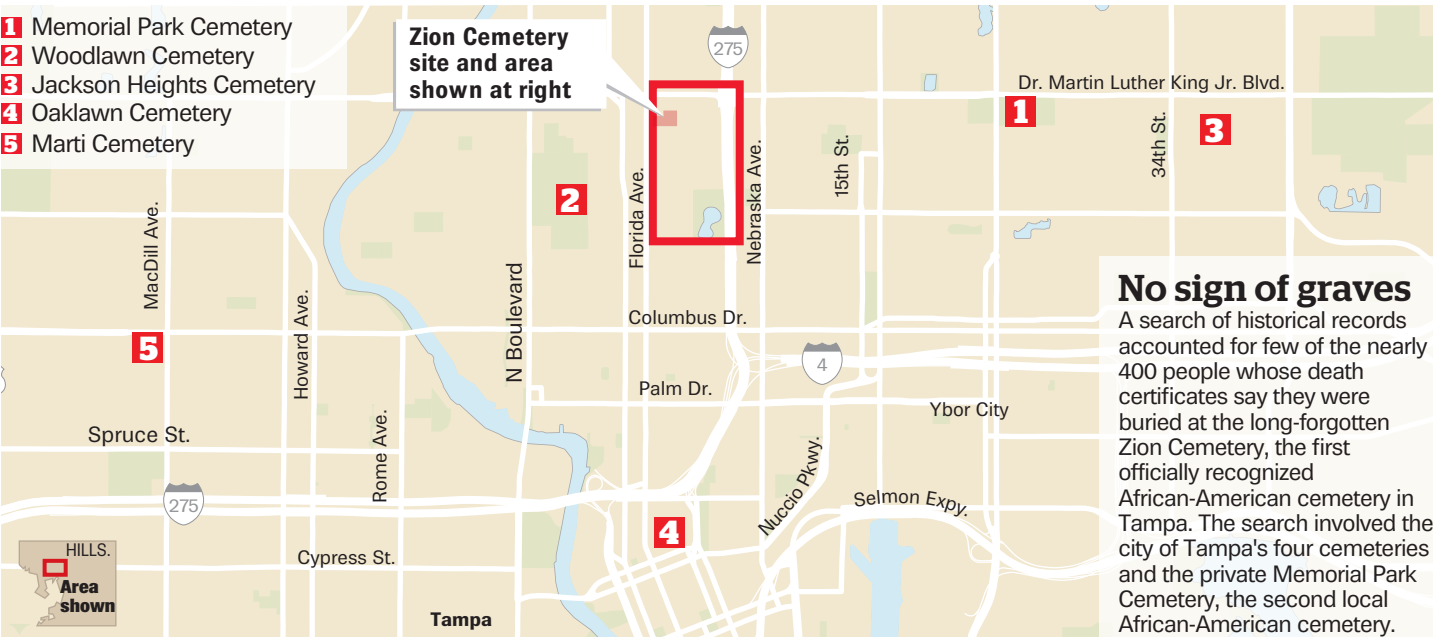 1 Memorial Park Cemetery
2 Woodlawn Cemetery
3 Jackson Heights Cemetery
4 Oaklawn Cemetery
5 Marti Cemetery
Zion Cemetery
site and area
shown at right
275
Dr. Martin Luther King Jr. Blvd.
1
3
34th St.
15th St.
2
Florida Ave.
Nebraska Ave.
MacDill Ave.
Howard Ave.
N Boulevard
Columbus Dr.
5
4
Palm Dr.
Ybor City
Spruce St.
Rome Ave.
275
Nuccio Pkwy.
Selmon Expy.
4
Cypress St.
HILLS.
Area
shown
Tampa
No sign of graves
A search of historical records
accounted for few of the nearly
400 people whose death
certificates say they were
buried at the long-forgotten
Zion Cemetery, the first
officially recognized
African-American cemetery in
Tampa. The search involved the
city of Tampa's four cemeteries
and the private Memorial Park
Cemetery, the second local
African-American cemetery.